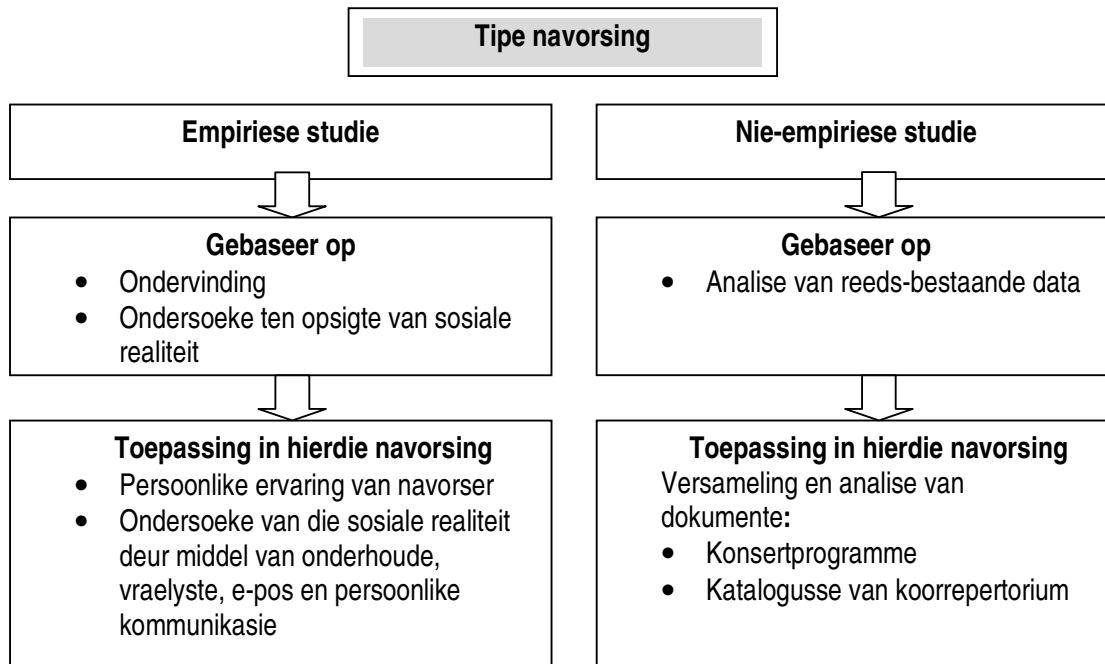 Tipe navorsing
Empiriese studie
Gebaseer op
• Ondervinding
• Ondersoeke ten opsigte van sosiale
realiteit
Toepassing in hierdie navorsing
• Persoonlike ervaring van navorser
• Ondersoeke van die sosiale realiteit
deur middel van onderhoude,
vraelyste, e-pos en persoonlike
kommunikasie
Nie-empiriese studie
Gebaseer op
• Analise van reeds-bestaande data
Toepassing in hierdie navorsing
Versameling en analise van
dokumente:
• Konsertprogramme
• Katalogusse van koorrepertorium